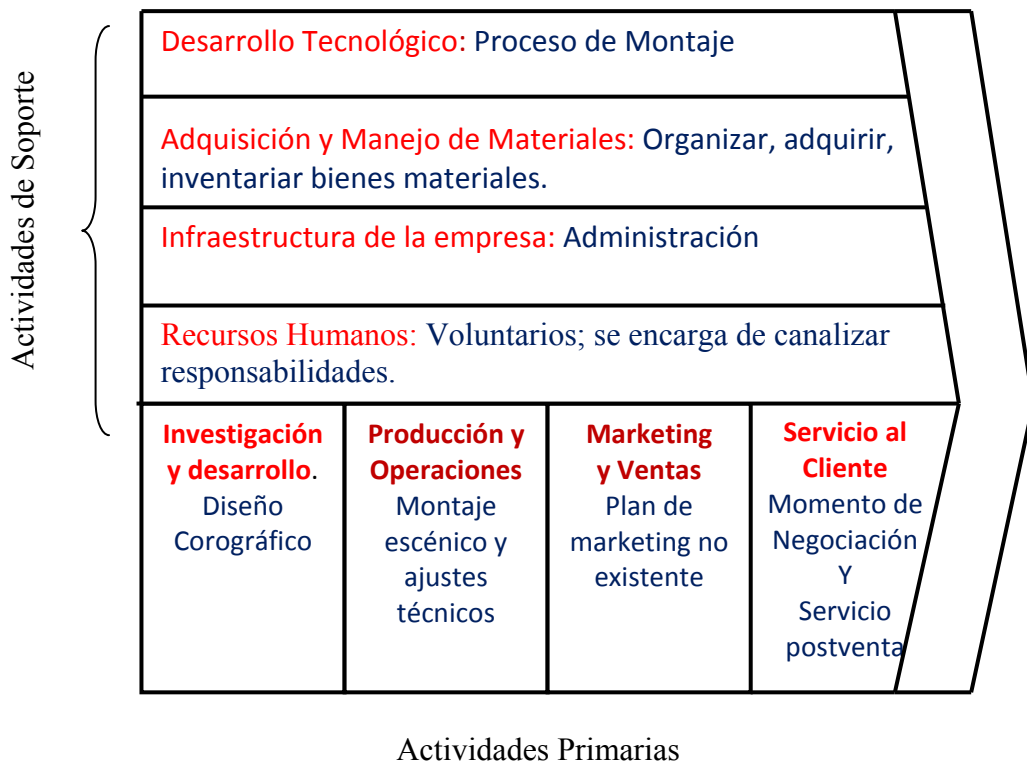 Actividades de Soporte
Desarrollo Tecnológico: Proceso de Montaje
Adquisición y Manejo de Materiales: Organizar, adquirir,
inventariar bienes materiales.
Infraestructura de la empresa: Administración
Recursos Humanos: Voluntarios; se encarga de canalizar
responsabilidades.
Investigación
y desarrollo.
Diseño
Corográfico
Producción y
Operaciones
Montaje
escénico y
ajustes
técnicos
Marketing
y Ventas
Plan de
marketing no
existente
Servicio al
Cliente
Momento de
Negociación
Y
Servicio
postventa
Actividades Primarias